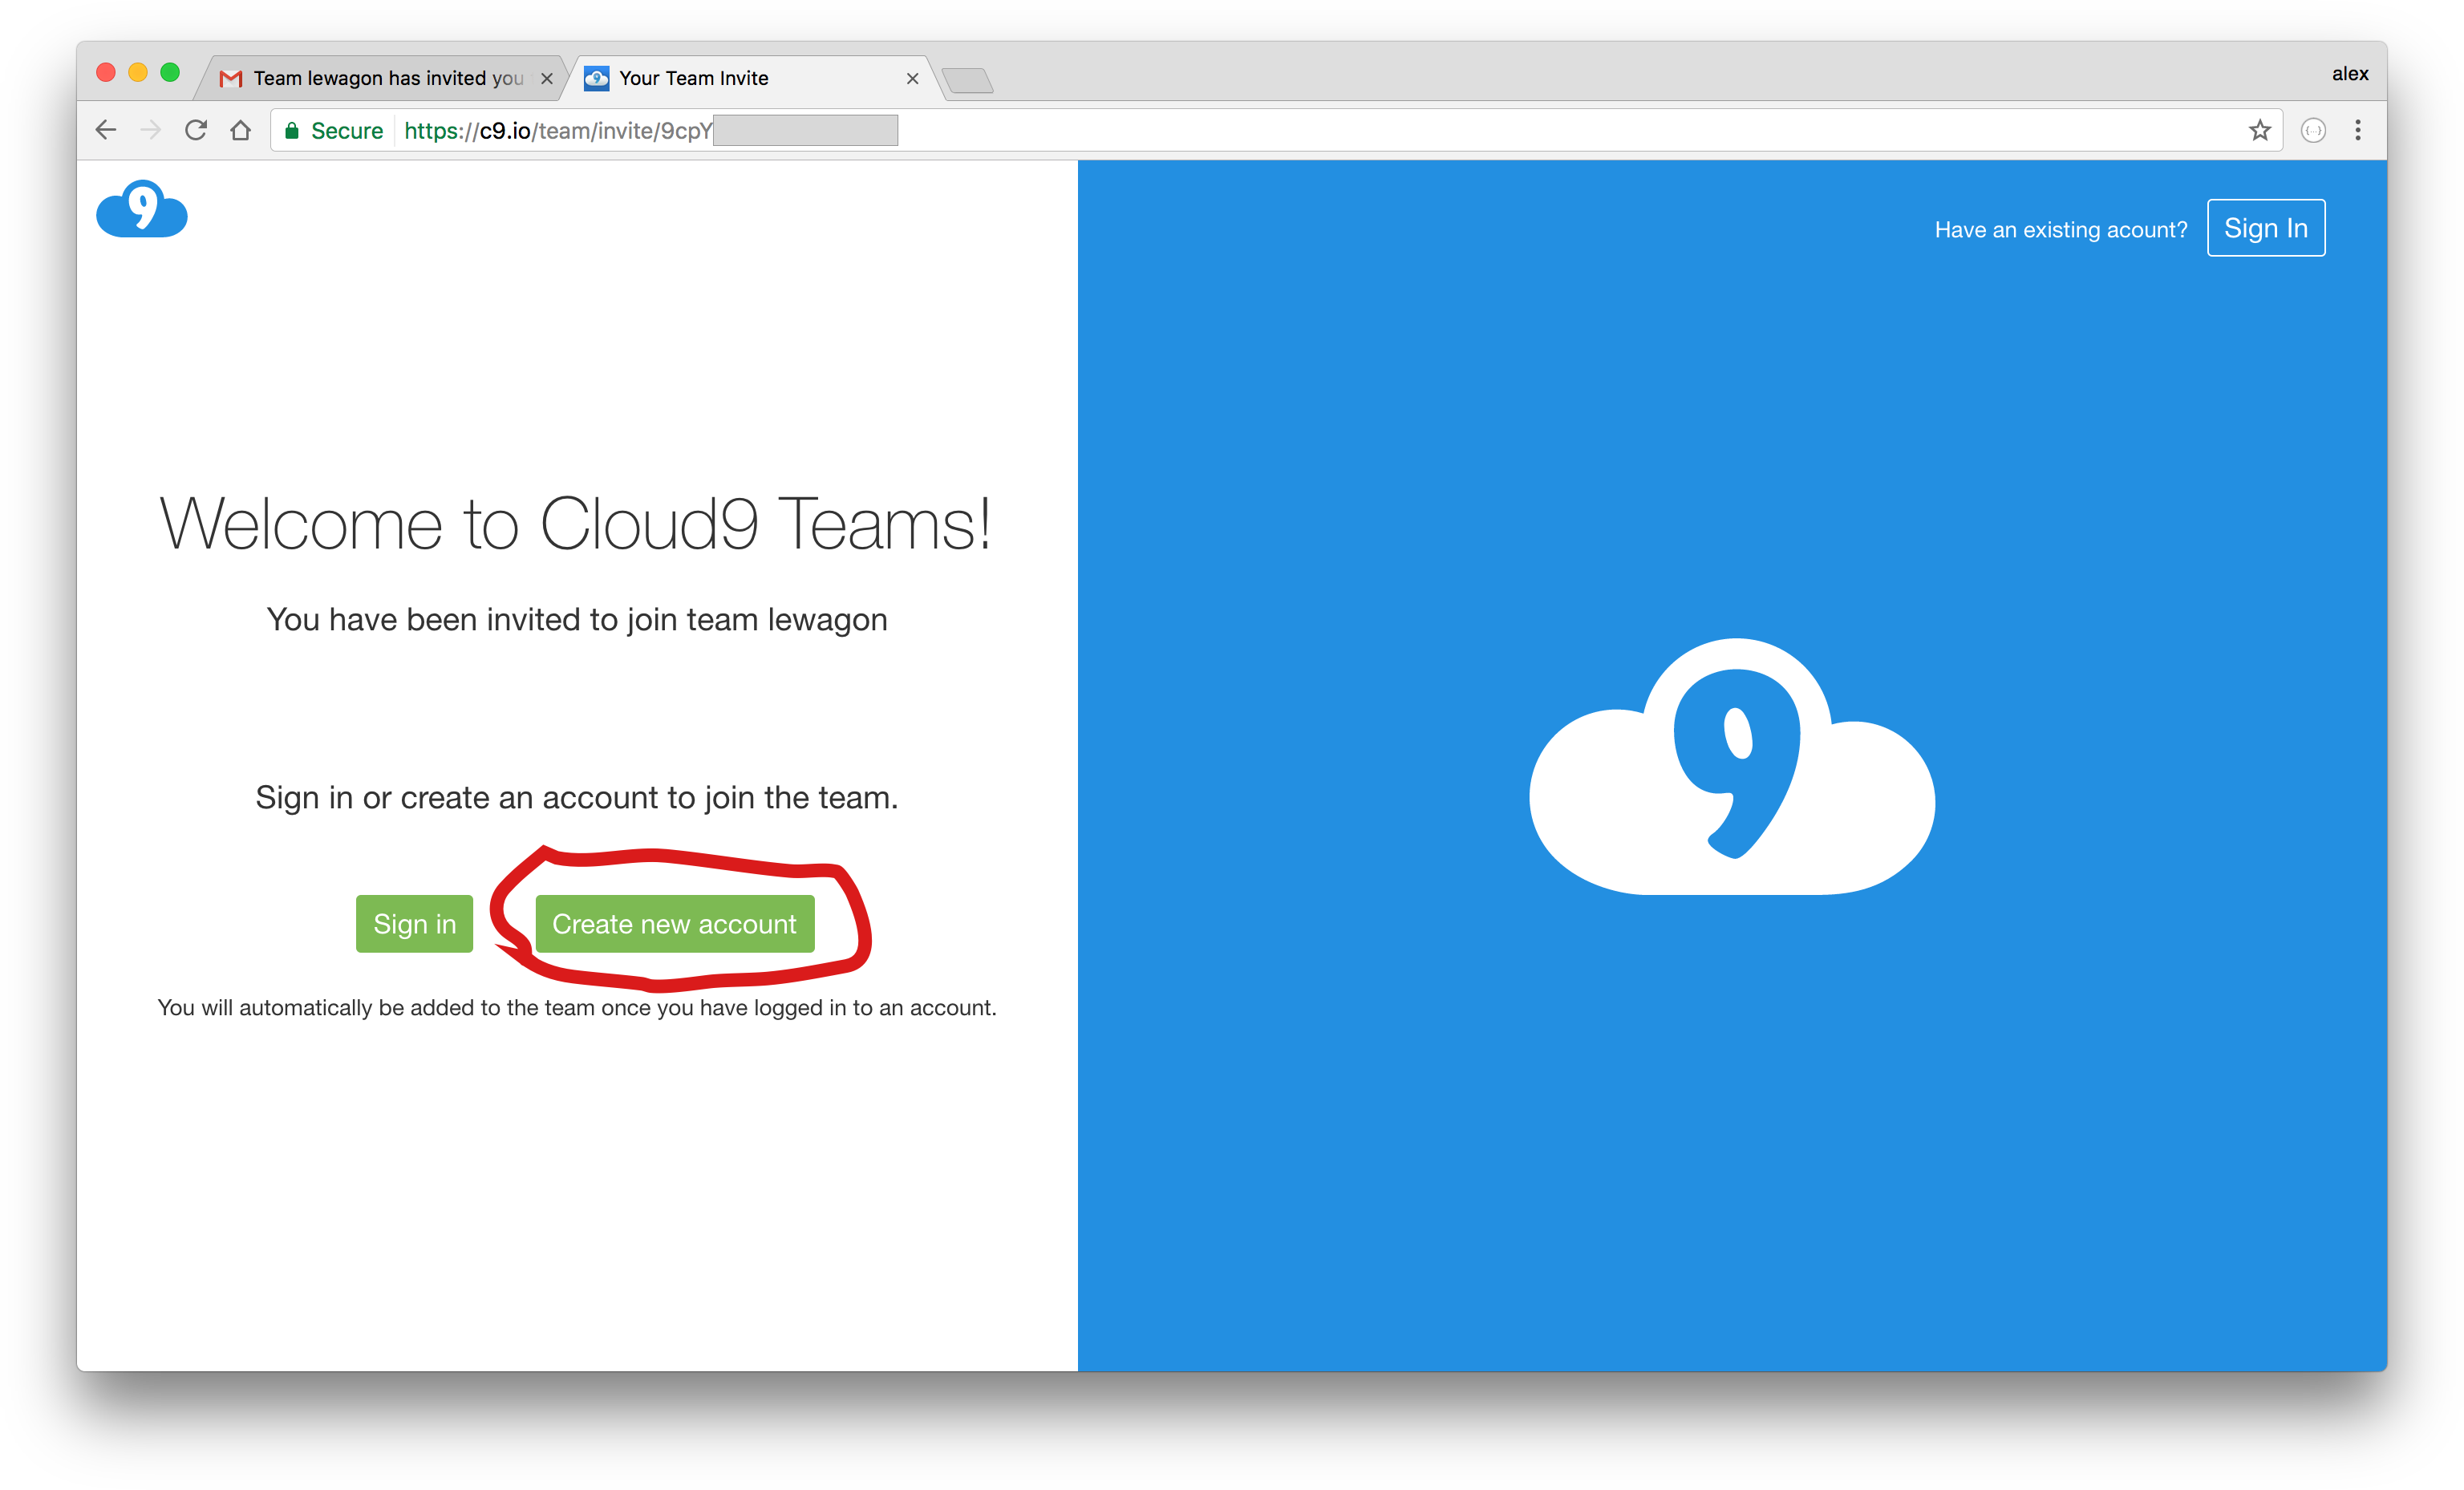 Team lewagon has invited you
Your Team Invite
alex
Secure
https://c9.io/team/invite/9cpY
9
Have an existing acount?
Sign In
Welcome to Cloud9 Teams!
You have been invited to join team lewagon
Sign in or create an account to join the team.
Sign in
Create new account
You will automatically be added to the team once you have logged in to an account.
9